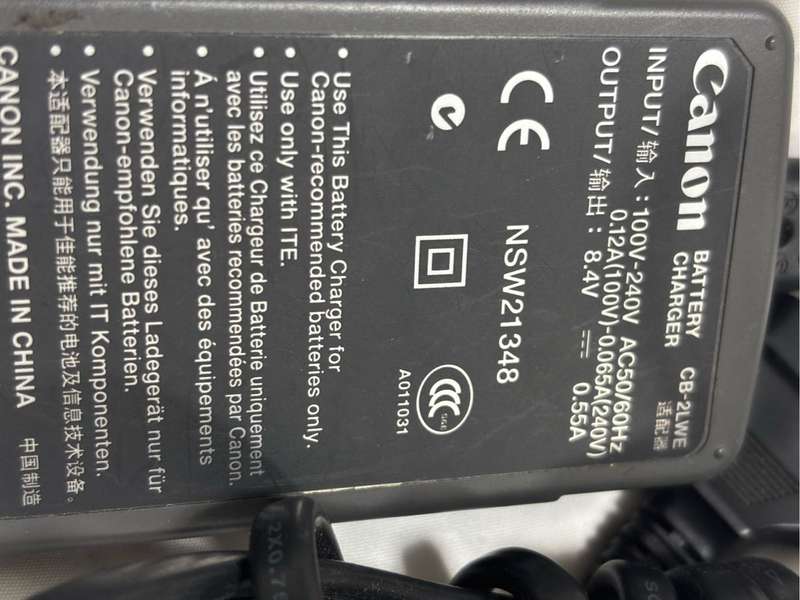 Canon BATTERY CHARGER CB-2LWE 适配器
INPUT/输入：100V-240V AC50/60Hz
0.12A(100V)-0.065A(240V)
OUTPUT/输出：8.4V ⎓ 0.55A
CE NSW21348
A011031
• Use This Battery Charger for
Canon-recommended batteries only.
• Use only with ITE.
• Utilisez ce Chargeur de Batterie uniquement
avec les batteries recommendées par Canon.
• Á n'utiliser qu' avec des équipements
informatiques.
• Verwenden Sie dieses Ladegerät nur für
Canon-empfohlene Batterien.
• Verwendung nur mit IT Komponenten.
• 本适配器只能用于佳能推荐的电池及信息技术设备。
CANON INC. MADE IN CHINA 中国制造
2X0.7